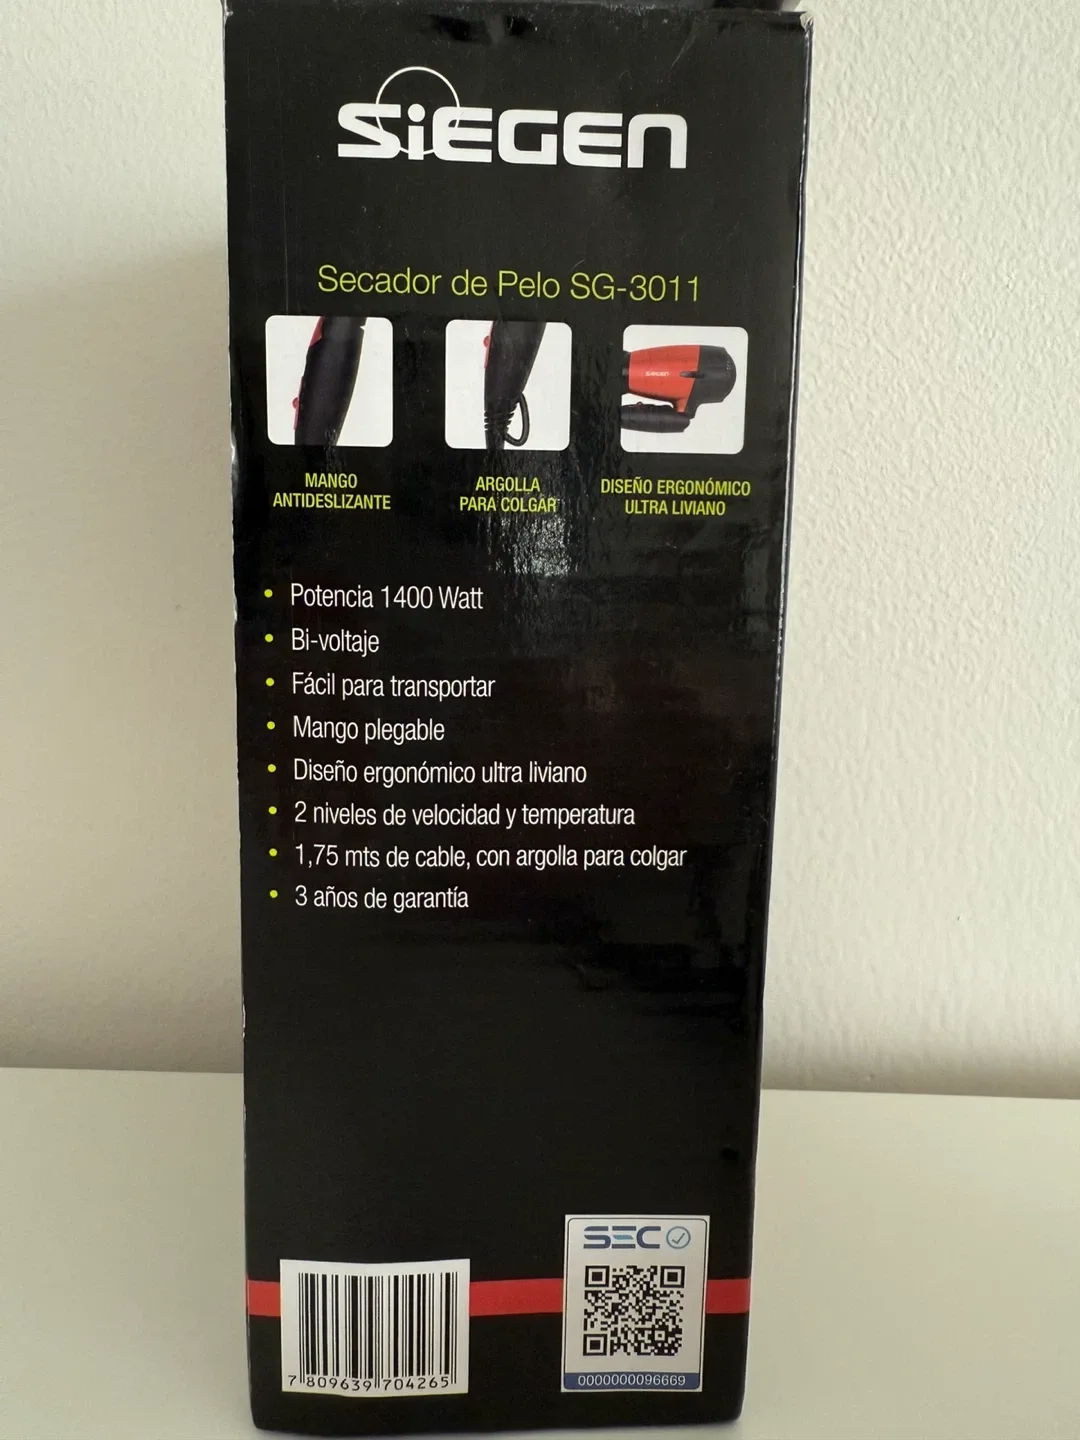 SiEGEN
Secador de Pelo SG-3011
SiEGEN
MANGO
ANTIDESLIZANTE
ARGOLLA
PARA COLGAR
DISEÑO ERGONÓMICO
ULTRA LIVIANO
• Potencia 1400 Watt
• Bi-voltaje
• Fácil para transportar
• Mango plegable
• Diseño ergonómico ultra liviano
• 2 niveles de velocidad y temperatura
• 1,75 mts de cable, con argolla para colgar
• 3 años de garantía
SEC
7 809639 704265
0000000096669